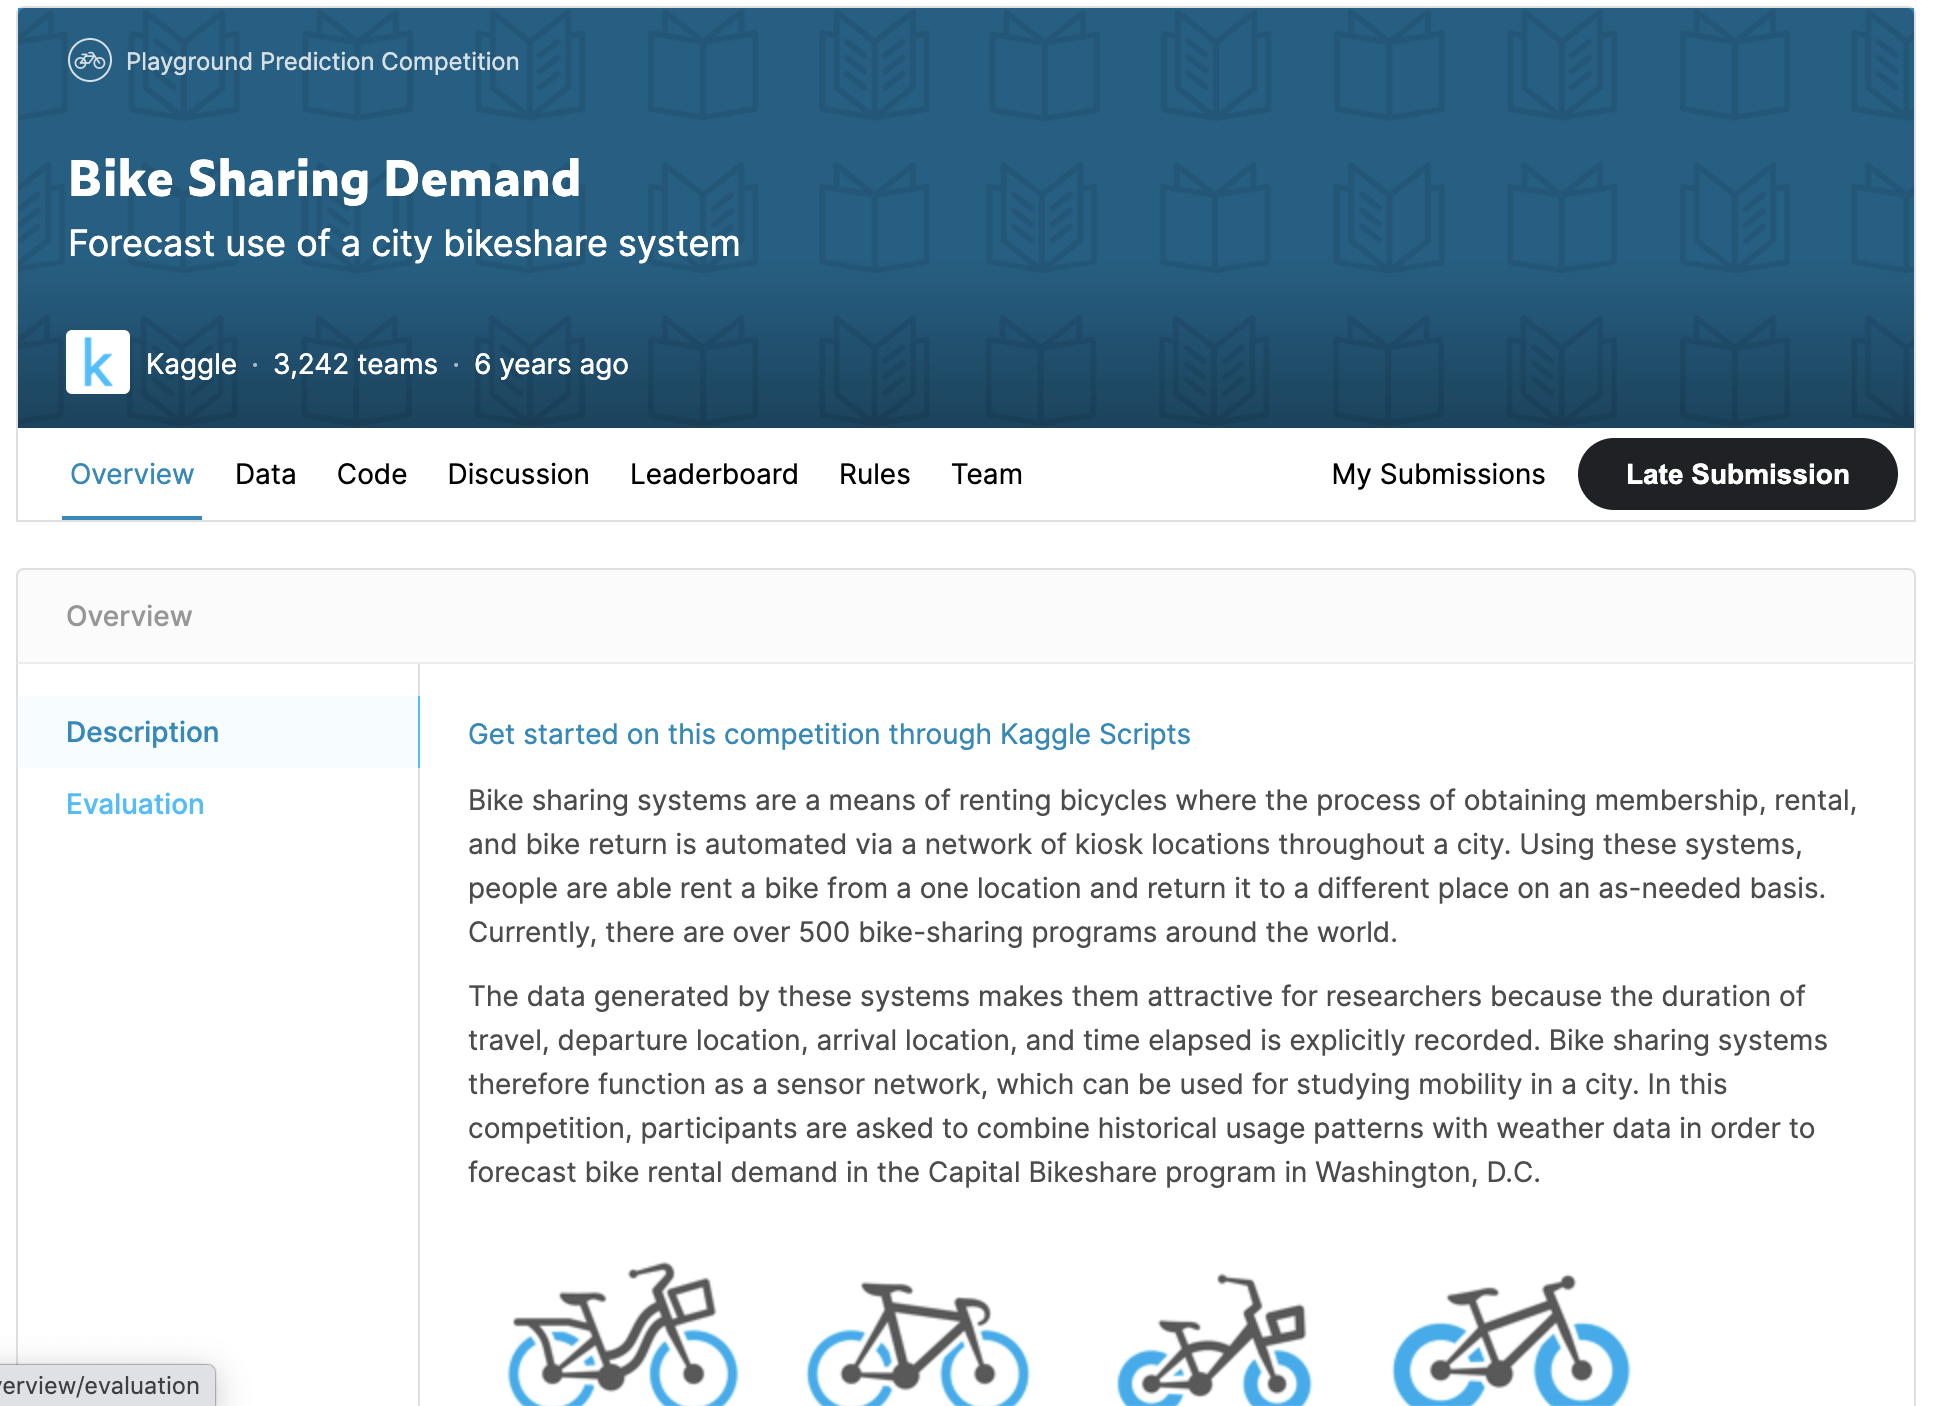 Playground Prediction Competition
Bike Sharing Demand
Forecast use of a city bikeshare system
k
Kaggle · 3,242 teams · 6 years ago
Overview Data Code Discussion Leaderboard Rules Team My Submissions Late Submission
Overview
Description
Evaluation
Get started on this competition through Kaggle Scripts
Bike sharing systems are a means of renting bicycles where the process of obtaining membership, rental,
and bike return is automated via a network of kiosk locations throughout a city. Using these systems,
people are able rent a bike from a one location and return it to a different place on an as-needed basis.
Currently, there are over 500 bike-sharing programs around the world.
The data generated by these systems makes them attractive for researchers because the duration of
travel, departure location, arrival location, and time elapsed is explicitly recorded. Bike sharing systems
therefore function as a sensor network, which can be used for studying mobility in a city. In this
competition, participants are asked to combine historical usage patterns with weather data in order to
forecast bike rental demand in the Capital Bikeshare program in Washington, D.C.
erview/evaluation